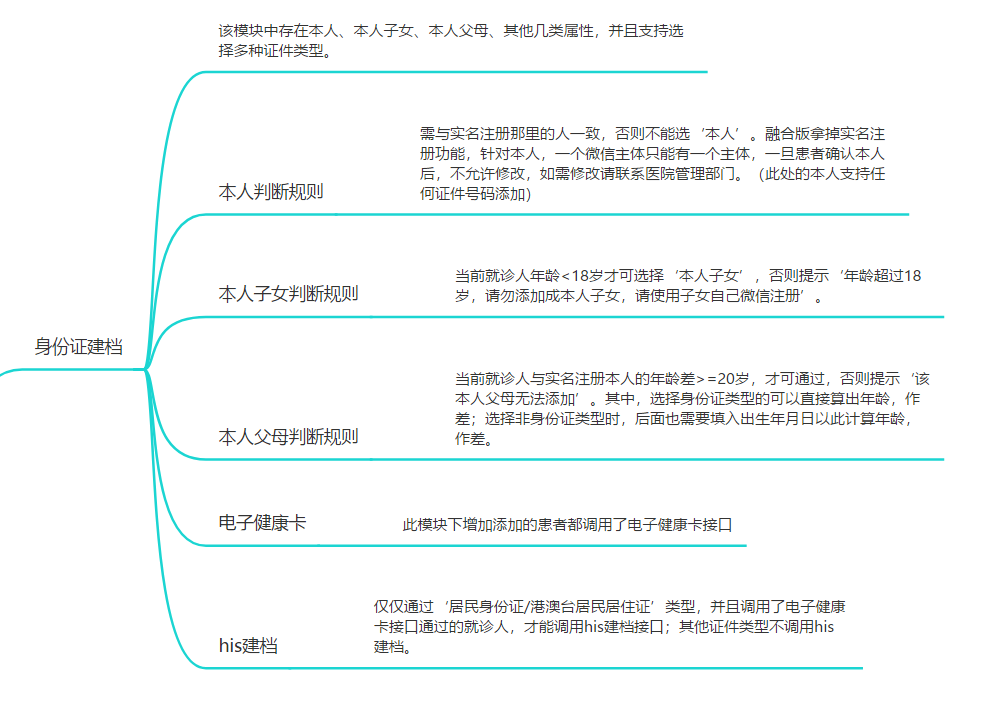 该模块中存在本人、本人子女、本人父母、其他几类属性，并且支持选
择多种证件类型。
需与实名注册那里的人一致，否则不能选‘本人’。融合版拿掉实名注
册功能，针对本人，一个微信主体只能有一个主体，一旦患者确认本人
后，不允许修改，如需修改请联系医院管理部门。（此处的本人支持任
何证件号码添加）
本人判断规则
当前就诊人年龄<18岁才可选择‘本人子女’，否则提示‘年龄超过18
岁，请勿添加成本人子女，请使用子女自己微信注册’。
本人子女判断规则
身份证建档
当前就诊人与实名注册本人的年龄差>=20岁，才可通过，否则提示‘该
本人父母无法添加’。其中，选择身份证类型的可以直接算出年龄，作
差；选择非身份证类型时，后面也需要填入出生年月日以此计算年龄，
作差。
本人父母判断规则
电子健康卡
此模块下增加添加的患者都调用了电子健康卡接口
仅仅通过‘居民身份证/港澳台居民居住证’类型，并且调用了电子健康
卡接口通过的就诊人，才能调用his建档接口；其他证件类型不调用his
建档。
his建档